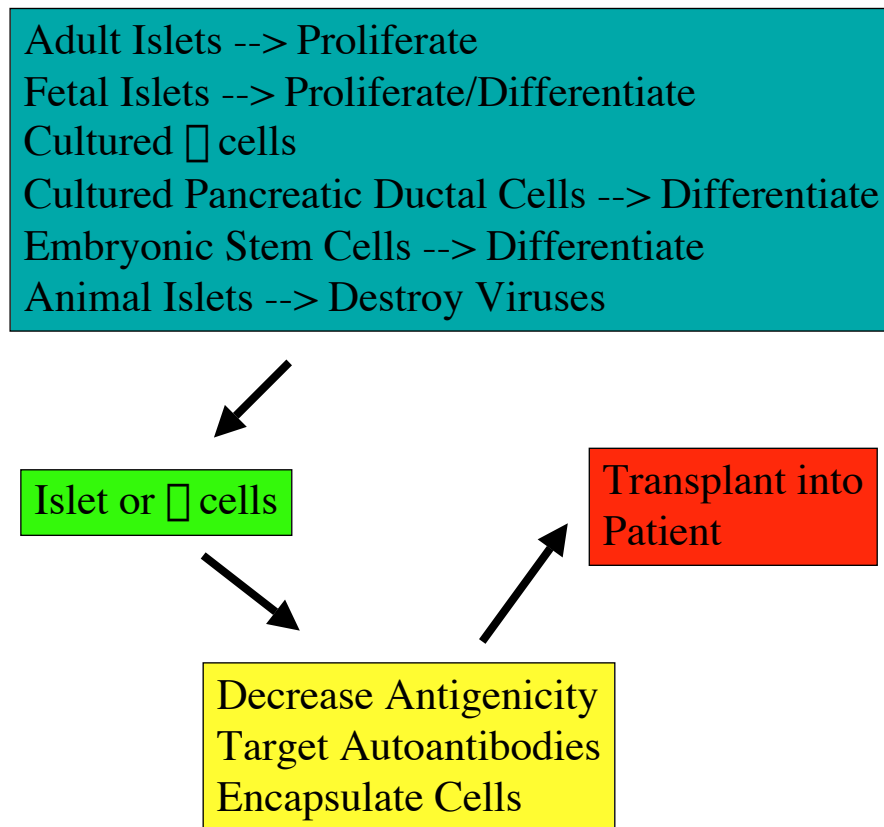 Adult Islets --> Proliferate
Fetal Islets --> Proliferate/Differentiate
Cultured □ cells
Cultured Pancreatic Ductal Cells --> Differentiate
Embryonic Stem Cells --> Differentiate
Animal Islets --> Destroy Viruses
Islet or □ cells
Transplant into
Patient
Decrease Antigenicity
Target Autoantibodies
Encapsulate Cells